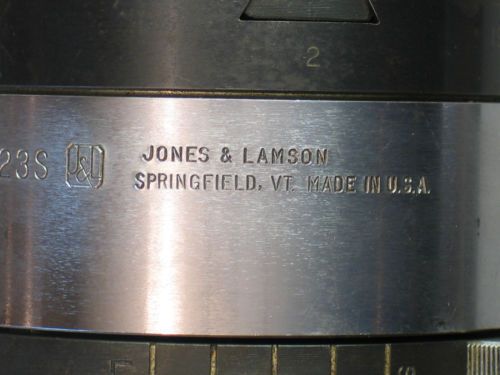 2
23S J&L JONES & LAMSON
SPRINGFIELD, VT. MADE IN U.S.A.